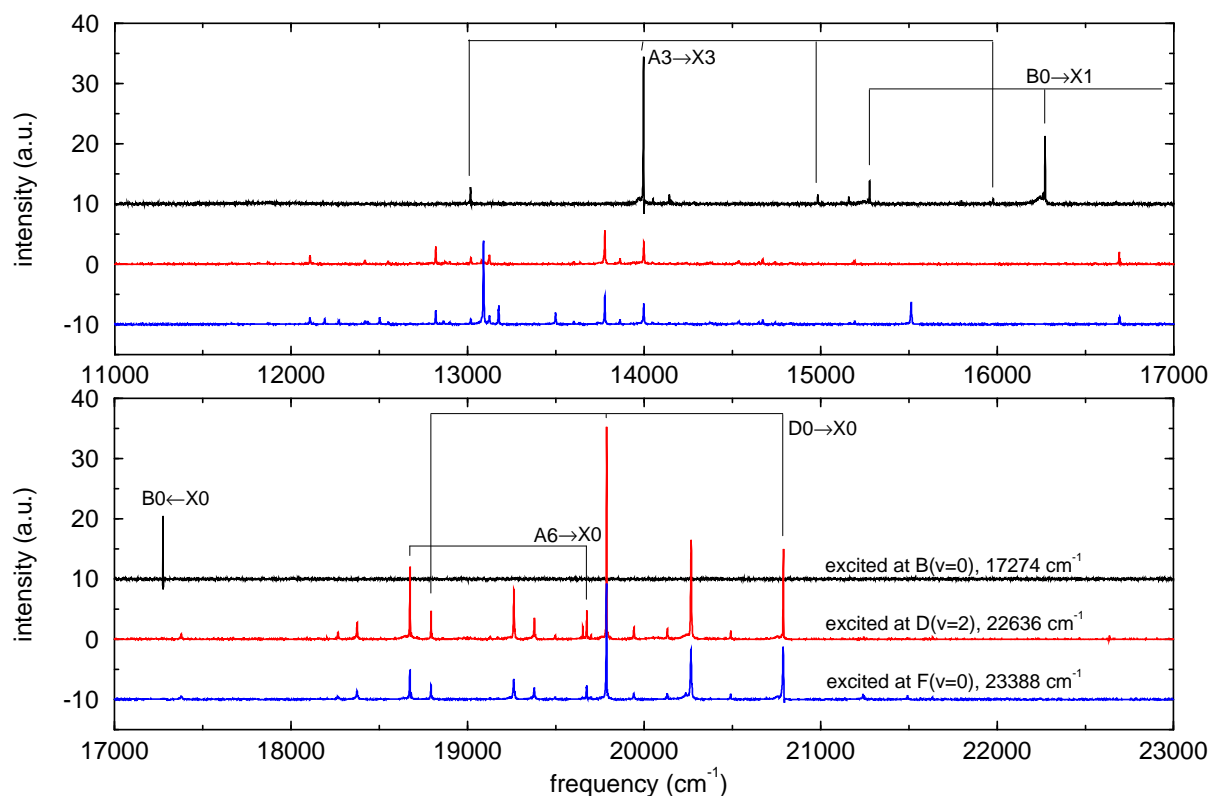 40
30
20
10
0
-10
intensity (a.u.)
A3→X3
B0→X1
11000 12000 13000 14000 15000 16000 17000
40
30
20
10
0
-10
intensity (a.u.)
D0→X0
B0←X0
A6→X0
excited at B(v=0), 17274 cm⁻¹
excited at D(v=2), 22636 cm⁻¹
excited at F(v=0), 23388 cm⁻¹
17000 18000 19000 20000 21000 22000 23000
frequency (cm⁻¹)